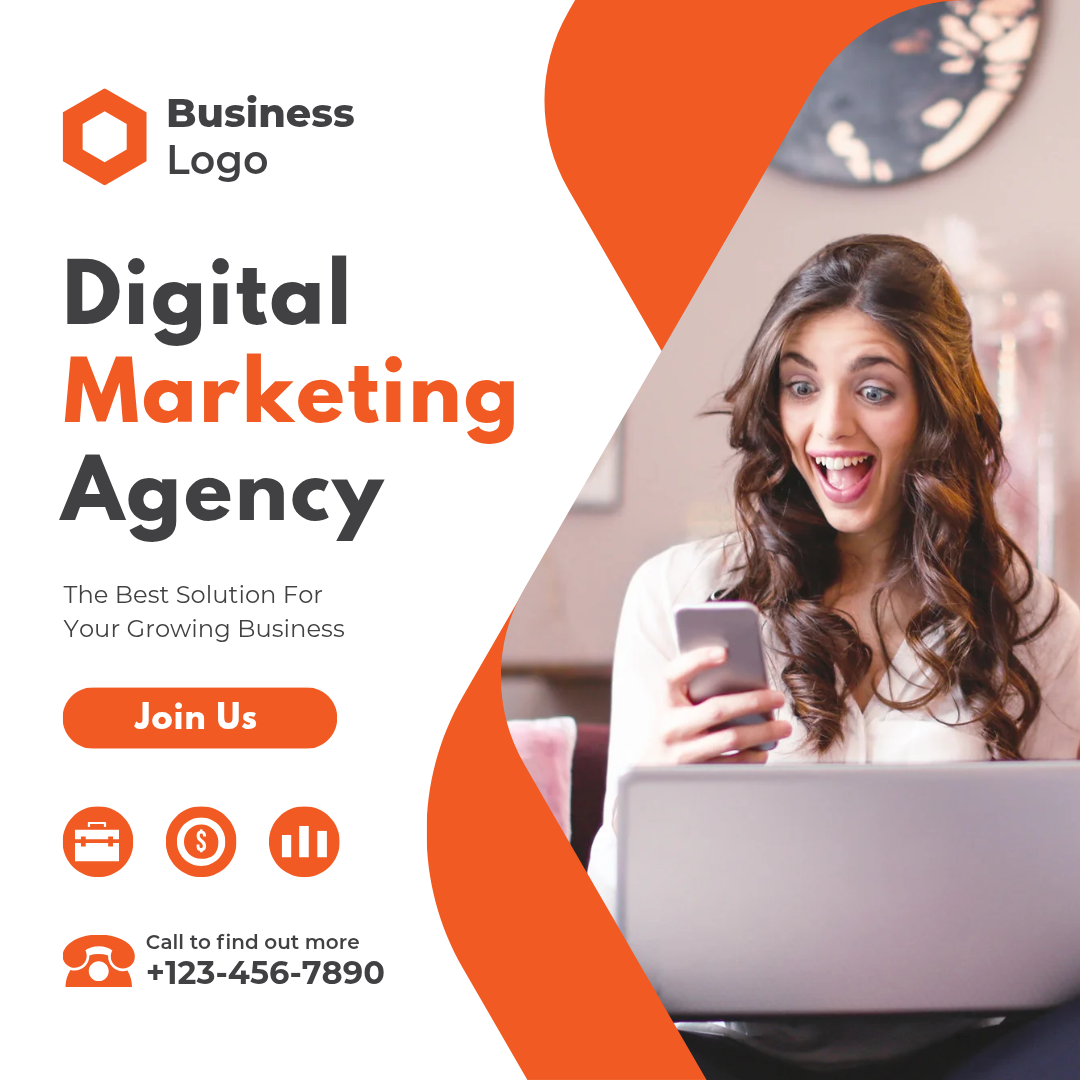 Business
Logo
Digital
Marketing
Agency
The Best Solution For
Your Growing Business
Join Us
$
Call to find out more
+123-456-7890